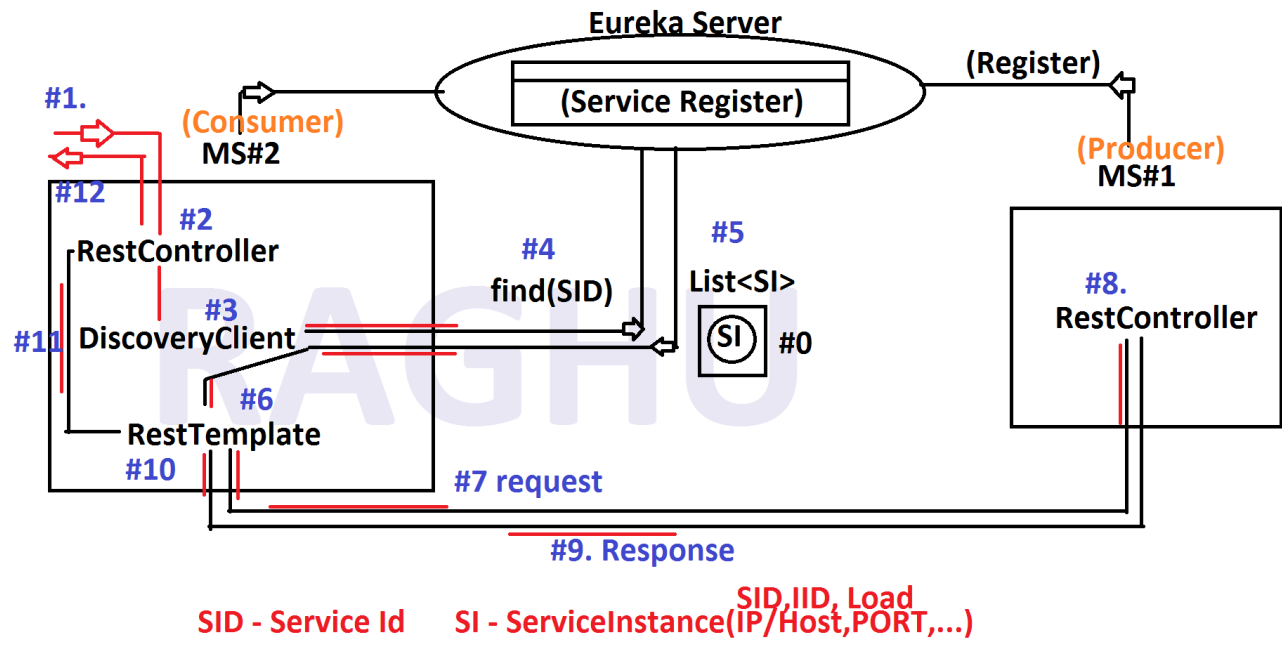 Eureka Server
(Service Register)
(Register)
#1.
(Consumer)
MS#2
(Producer)
MS#1
#12
#2
RestController
#4
find(SID)
#5
List<SI>
SI
#0
#8.
RestController
#3
DiscoveryClient
#11
RAGHU
#6
RestTemplate
#10
#7 request
#9. Response
SID,IID, Load
SID - Service Id
SI - ServiceInstance(IP/Host,PORT,...)